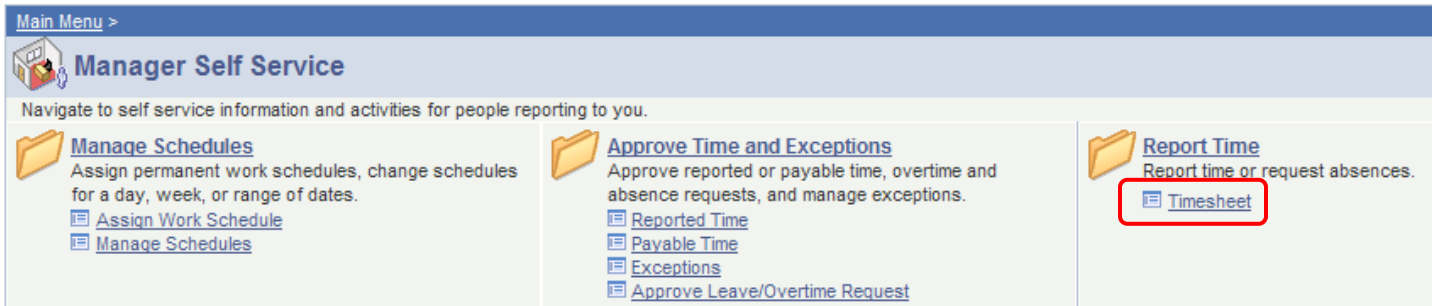 Main Menu >
Manager Self Service
Navigate to self service information and activities for people reporting to you.
Manage Schedules
Assign permanent work schedules, change schedules
for a day, week, or range of dates.
Assign Work Schedule
Manage Schedules
Approve Time and Exceptions
Approve reported or payable time, overtime and
absence requests, and manage exceptions.
Reported Time
Payable Time
Exceptions
Approve Leave/Overtime Request
Report Time
Report time or request absences.
Timesheet